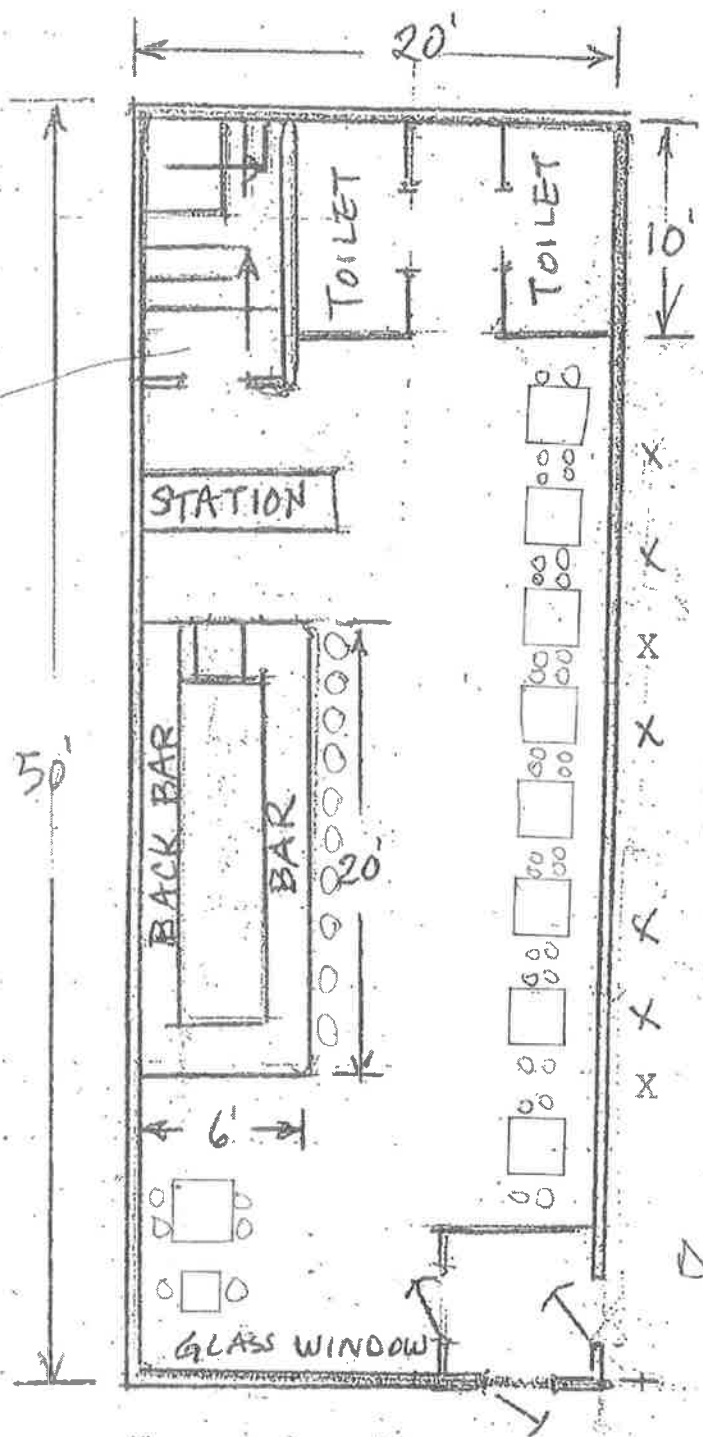 20'
TOILET
TOILET
10'
X
STATION
X
X
X
50'
BACK BAR
BAR
20'
X
X
X
6'
GLASS WINDOW